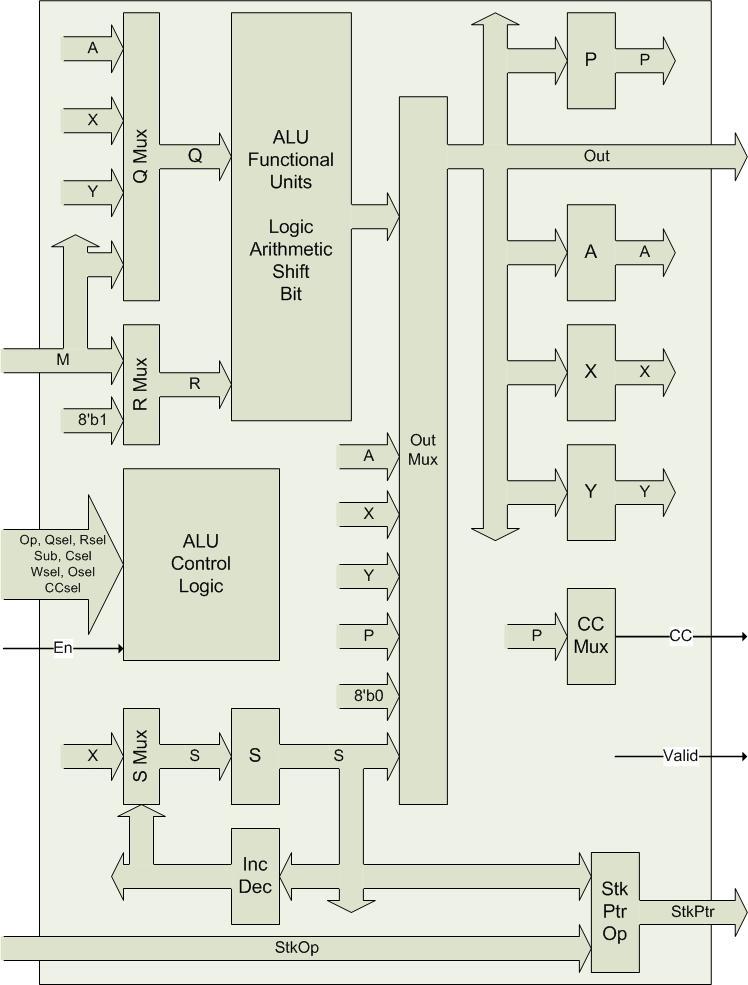 A
X
Y
Q Mux
Q
ALU
Functional
Units
Logic
Arithmetic
Shift
Bit
P
P
Out
A
A
M
8'b1
R Mux
R
X
X
Out
Mux
A
X
Y
P
8'b0
Y
Y
Op, Qsel, Rsel
Sub, Csel
Wsel, Osel
CCsel
En
ALU
Control
Logic
P
CC
Mux
CC
Valid
X
S Mux
S
S
S
Inc
Dec
Stk
Ptr
Op
StkPtr
StkOp